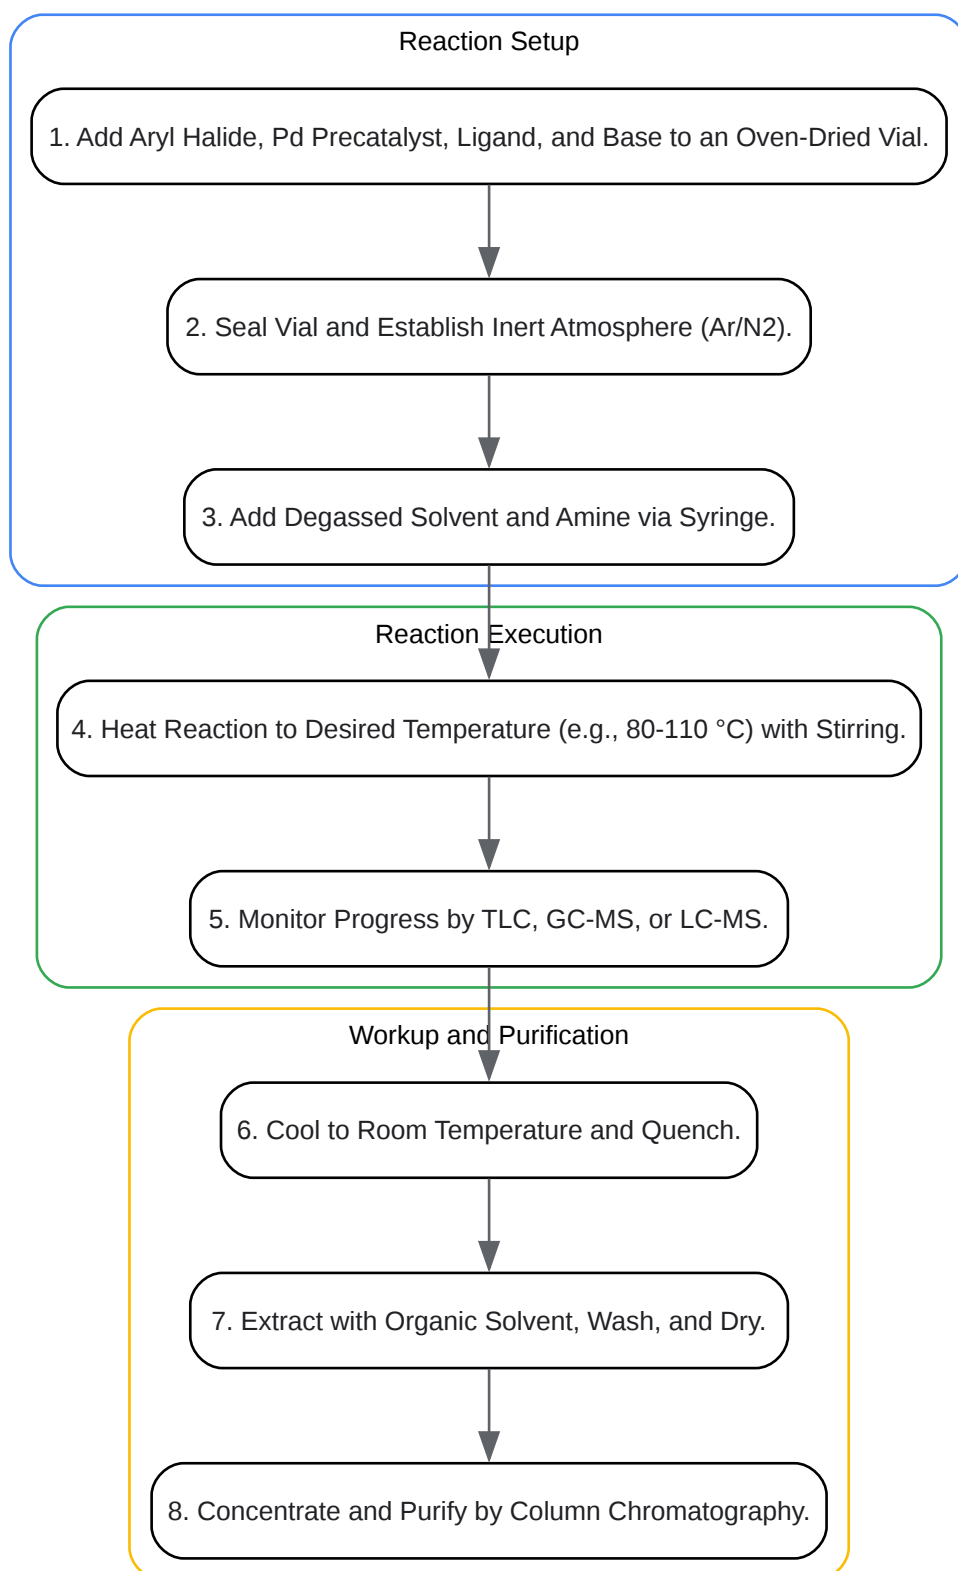 Reaction Setup
1. Add Aryl Halide, Pd Precatalyst, Ligand, and Base to an Oven-Dried Vial.
2. Seal Vial and Establish Inert Atmosphere (Ar/N2).
3. Add Degassed Solvent and Amine via Syringe.
Reaction Execution
4. Heat Reaction to Desired Temperature (e.g., 80-110 °C) with Stirring.
5. Monitor Progress by TLC, GC-MS, or LC-MS.
Workup and Purification
6. Cool to Room Temperature and Quench.
7. Extract with Organic Solvent, Wash, and Dry.
8. Concentrate and Purify by Column Chromatography.